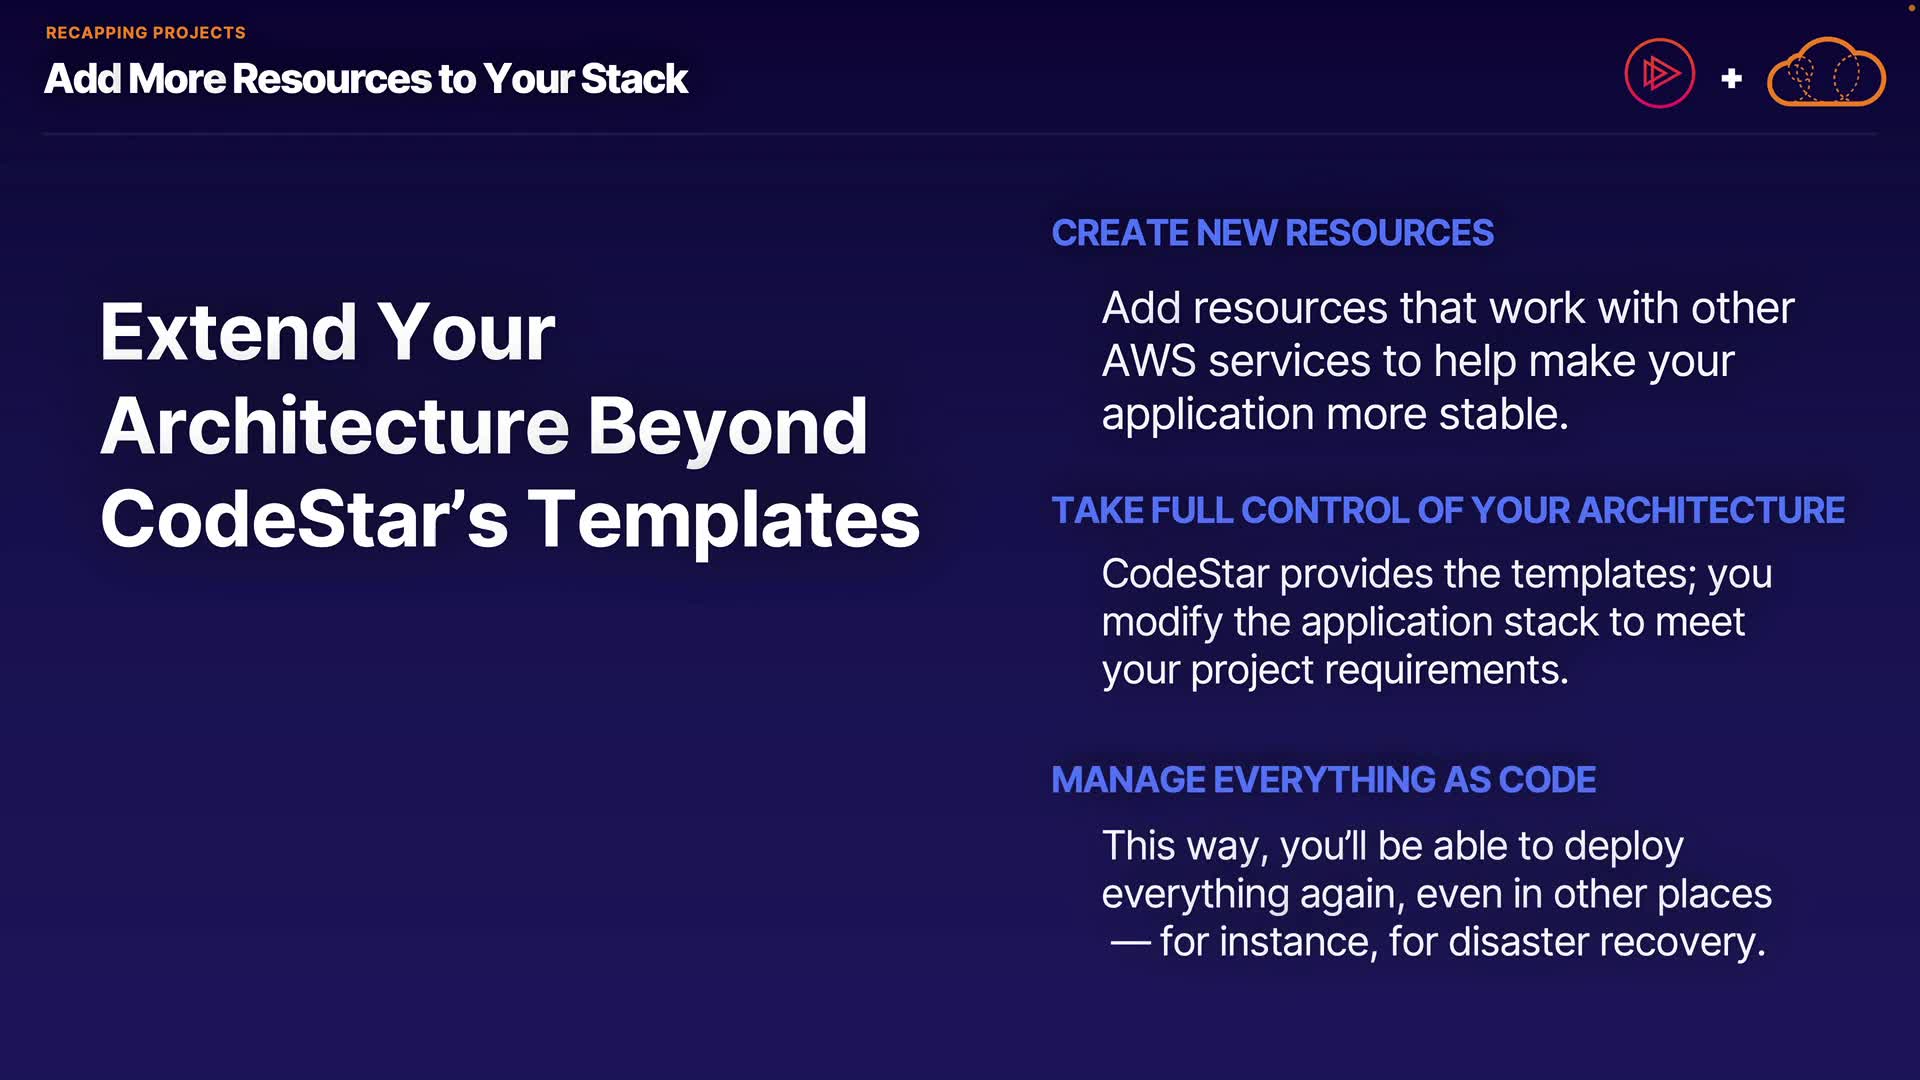 RECAPPING PROJECTS
Add More Resources to Your Stack
+
Extend Your
Architecture Beyond
CodeStar’s Templates
CREATE NEW RESOURCES
Add resources that work with other
AWS services to help make your
application more stable.
TAKE FULL CONTROL OF YOUR ARCHITECTURE
CodeStar provides the templates; you
modify the application stack to meet
your project requirements.
MANAGE EVERYTHING AS CODE
This way, you’ll be able to deploy
everything again, even in other places
— for instance, for disaster recovery.